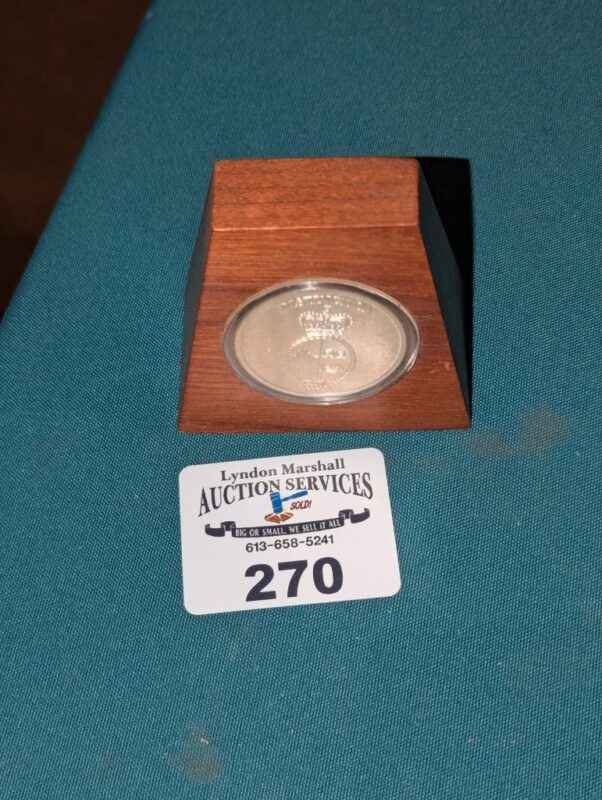 Lyndon Marshall
AUCTION SERVICES
SOLD!
BIG OR SMALL, WE SELL IT ALL
613-658-5241
270